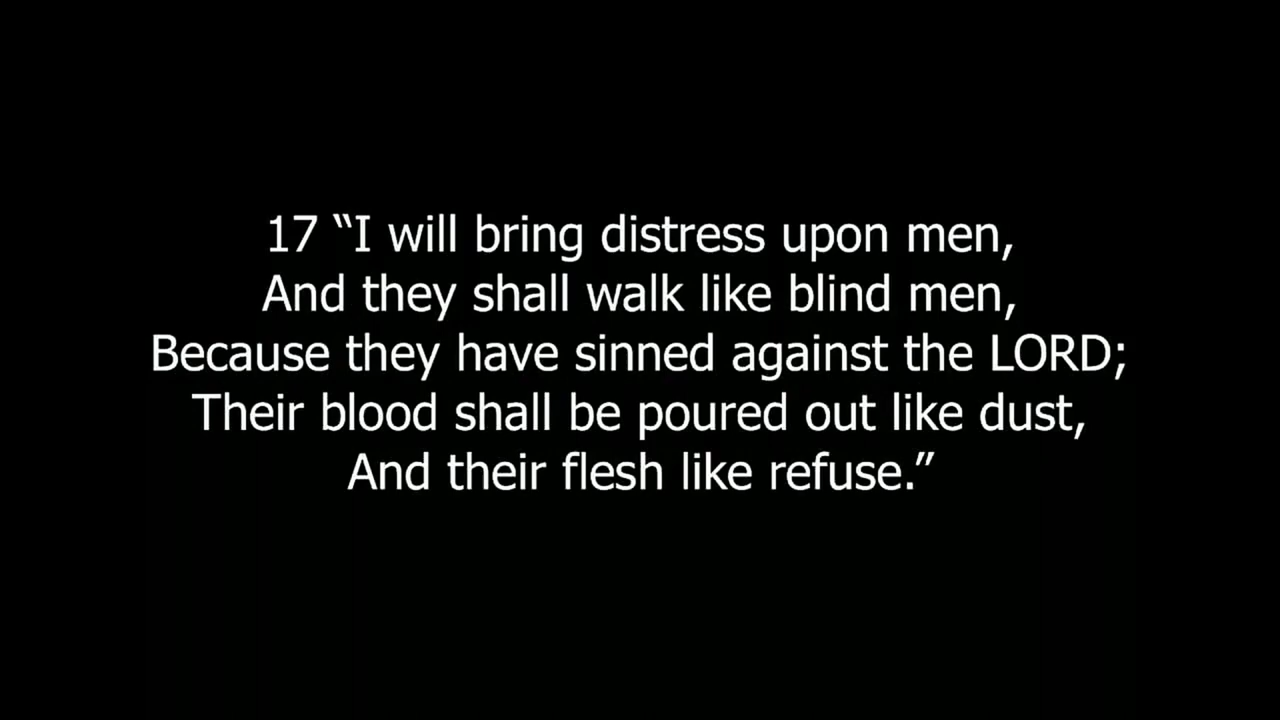 17 “I will bring distress upon men,
And they shall walk like blind men,
Because they have sinned against the LORD;
Their blood shall be poured out like dust,
And their flesh like refuse.”